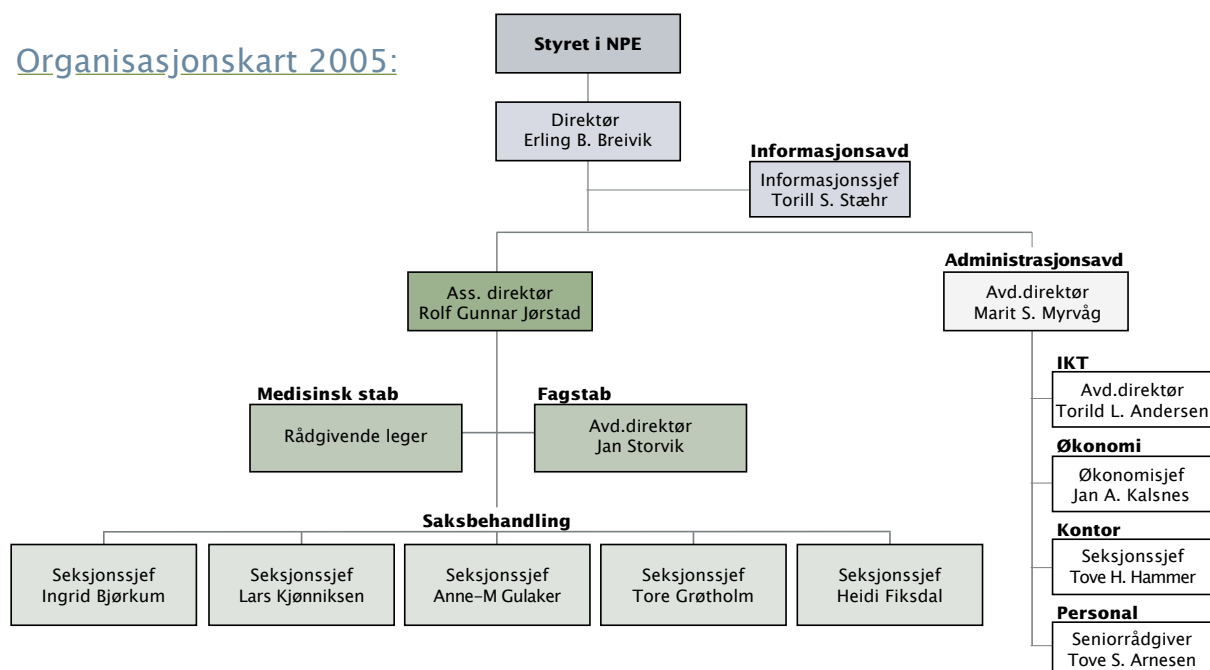 Organisasjonskart 2005:
Styret i NPE
Direktør
Erling B. Breivik
Informasjonsavd
Informasjonssjef
Torill S. Stæhr
Ass. direktør
Rolf Gunnar Jørstad
Administrasjonsavd
Avd.direktør
Marit S. Myrvåg
Medisinsk stab
Rådgivende leger
Fagstab
Avd.direktør
Jan Storvik
IKT
Avd.direktør
Torild L. Andersen
Økonomi
Økonomisjef
Jan A. Kalsnes
Kontor
Seksjonssjef
Tove H. Hammer
Personal
Seniorrådgiver
Tove S. Arnesen
Saksbehandling
Seksjonssjef
Ingrid Bjørkum
Seksjonssjef
Lars Kjønniksen
Seksjonssjef
Anne-M Gulaker
Seksjonssjef
Tore Grøtholm
Seksjonssjef
Heidi Fiksdal